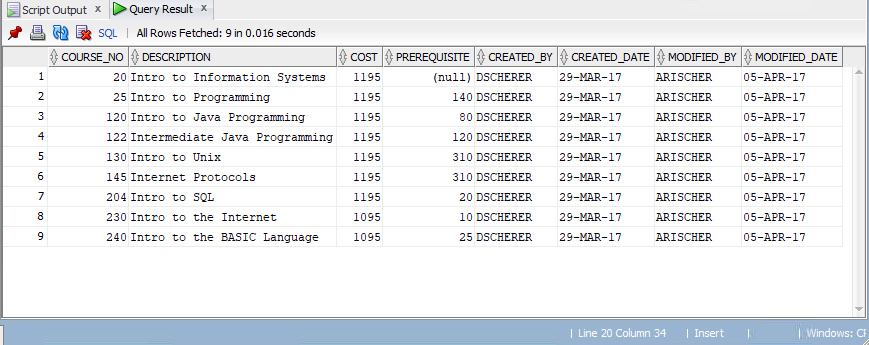 Script Output x Query Result x
SQL | All Rows Fetched: 9 in 0.016 seconds
COURSE_NO DESCRIPTION COST PREREQUISITE CREATED_BY CREATED_DATE MODIFIED_BY MODIFIED_DATE
1 20 Intro to Information Systems 1195 (null) DSCHERER 29-MAR-17 ARISCHER 05-APR-17
2 25 Intro to Programming 1195 140 DSCHERER 29-MAR-17 ARISCHER 05-APR-17
3 120 Intro to Java Programming 1195 80 DSCHERER 29-MAR-17 ARISCHER 05-APR-17
4 122 Intermediate Java Programming 1195 120 DSCHERER 29-MAR-17 ARISCHER 05-APR-17
5 130 Intro to Unix 1195 310 DSCHERER 29-MAR-17 ARISCHER 05-APR-17
6 145 Internet Protocols 1195 310 DSCHERER 29-MAR-17 ARISCHER 05-APR-17
7 204 Intro to SQL 1195 20 DSCHERER 29-MAR-17 ARISCHER 05-APR-17
8 230 Intro to the Internet 1095 10 DSCHERER 29-MAR-17 ARISCHER 05-APR-17
9 240 Intro to the BASIC Language 1095 25 DSCHERER 29-MAR-17 ARISCHER 05-APR-17
| Line 20 Column 34 | Insert | | Windows: